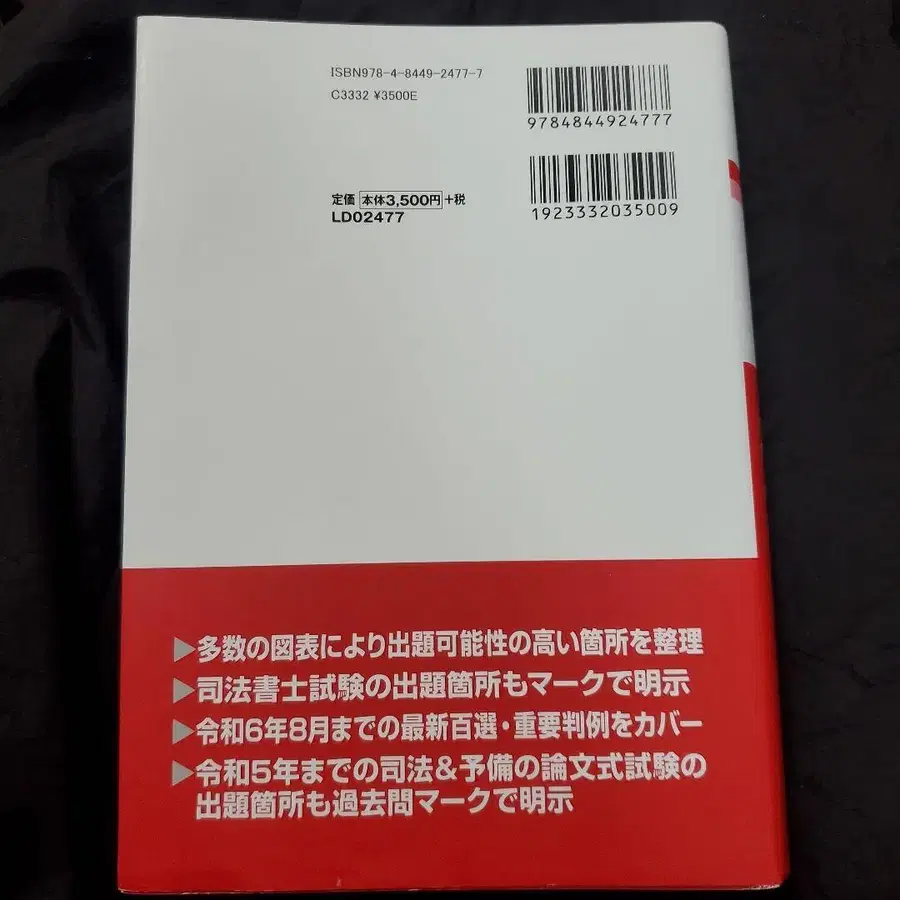 ISBN978-4-8449-2477-7
C3332 ¥3500E
9784844924777
定価 本体3,500円+税
LD02477
1923332035009
▶多数の図表により出題可能性の高い箇所を整理
▶司法書士試験の出題箇所もマークで明示
▶令和6年8月までの最新百選・重要判例をカバー
▶令和5年までの司法&予備の論文式試験の
出題箇所も過去問マークで明示